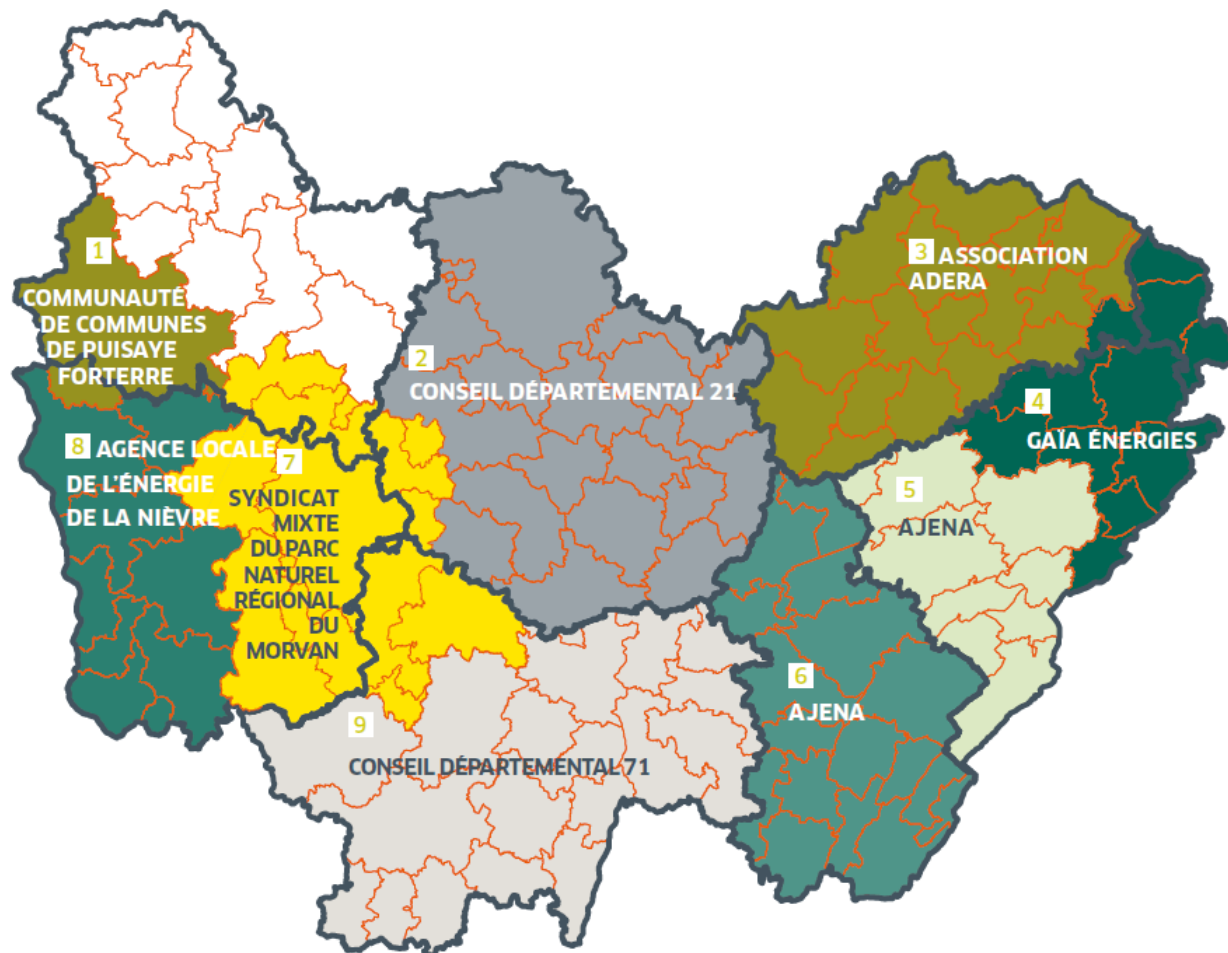 1
COMMUNAUTÉ
DE COMMUNES
DE PUISAYE
FORTERRE
2
CONSEIL DÉPARTEMENTAL 21
3 ASSOCIATION
ADERA
4
GAÏA ÉNERGIES
5
AJENA
6
AJENA
7
SYNDICAT
MIXTE
DU PARC
NATUREL
RÉGIONAL
DU
MORVAN
8 AGENCE LOCALE
DE L'ÉNERGIE
DE LA NIÈVRE
9
CONSEIL DÉPARTEMENTAL 71